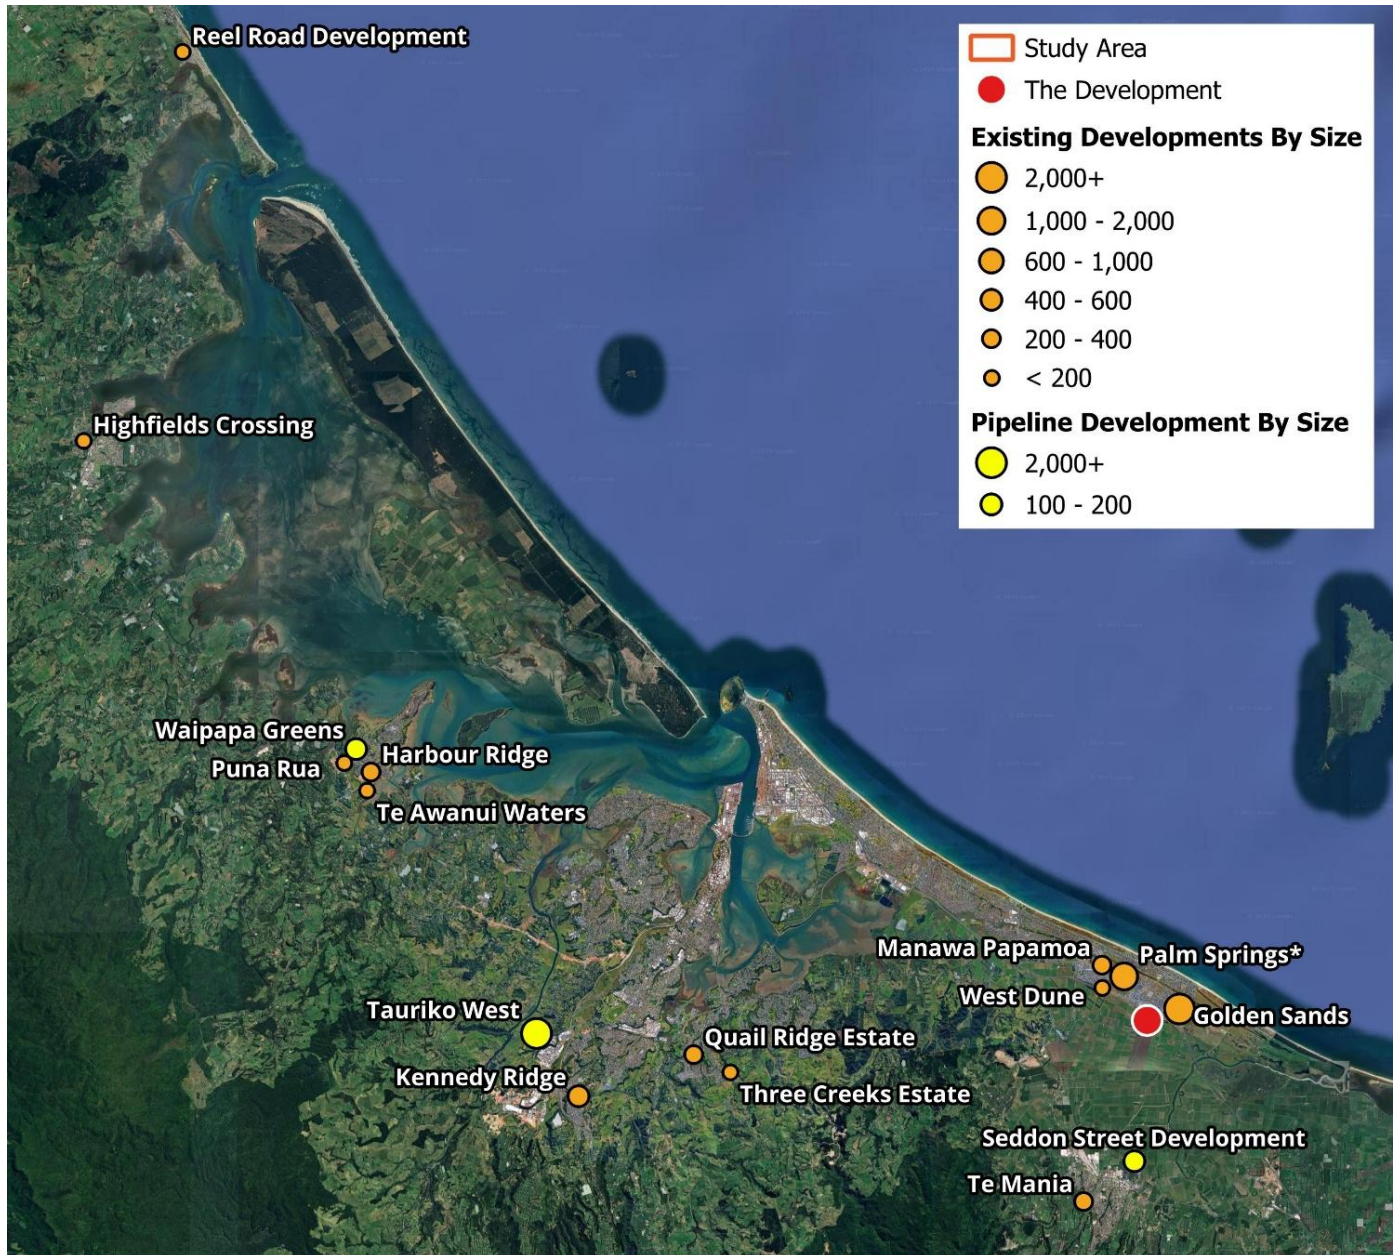 Reel Road Development
Study Area
The Development
Existing Developments By Size
2,000+
1,000 - 2,000
600 - 1,000
400 - 600
200 - 400
< 200
Pipeline Development By Size
2,000+
100 - 200
Highfields Crossing
Waipapa Greens
Harbour Ridge
Puna Rua
Te Awanui Waters
Manawa Papamoa
Palm Springs*
West Dune
Tauriko West
Golden Sands
Quail Ridge Estate
Kennedy Ridge
Three Creeks Estate
Seddon Street Development
Te Mania